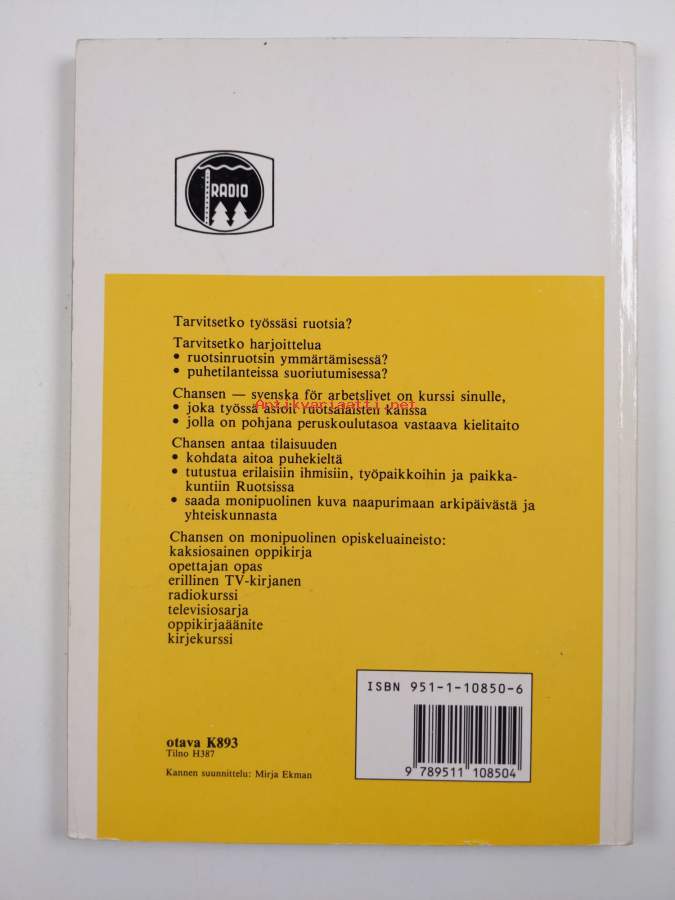 RADIO
Tarvitsetko työssäsi ruotsia?
Tarvitsetko harjoittelua
• ruotsinruotsin ymmärtämisessä?
• puhetilanteissa suoriutumisessa?
Chansen — svenska för arbetslivet on kurssi sinulle,
Antikvariaatti.net
• joka työssä asioit ruotsalaisten kanssa
• jolla on pohjana peruskoulutasoa vastaava kielitaito
Chansen antaa tilaisuuden
• kohdata aitoa puhekieltä
• tutustua erilaisiin ihmisiin, työpaikkoihin ja paikka-
kuntiin Ruotsissa
• saada monipuolinen kuva naapurimaan arkipäivästä ja
yhteiskunnasta
Chansen on monipuolinen opiskeluaineisto:
kaksiosainen oppikirja
opettajan opas
erillinen TV-kirjanen
radiokurssi
televisiosarja
oppikirjaäänite
kirjekurssi
ISBN 951-1-10850-6
9 789511 108504
otava K893
Tilno H387
Kannen suunnittelu: Mirja Ekman